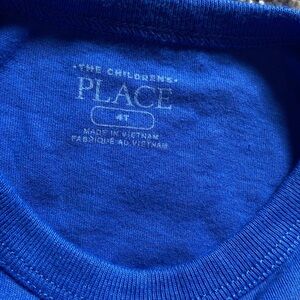 ·THE CHILDREN'S·
PLACE
4T
MADE IN VIETNAM
FABRIQUÉ AU VIETNAM